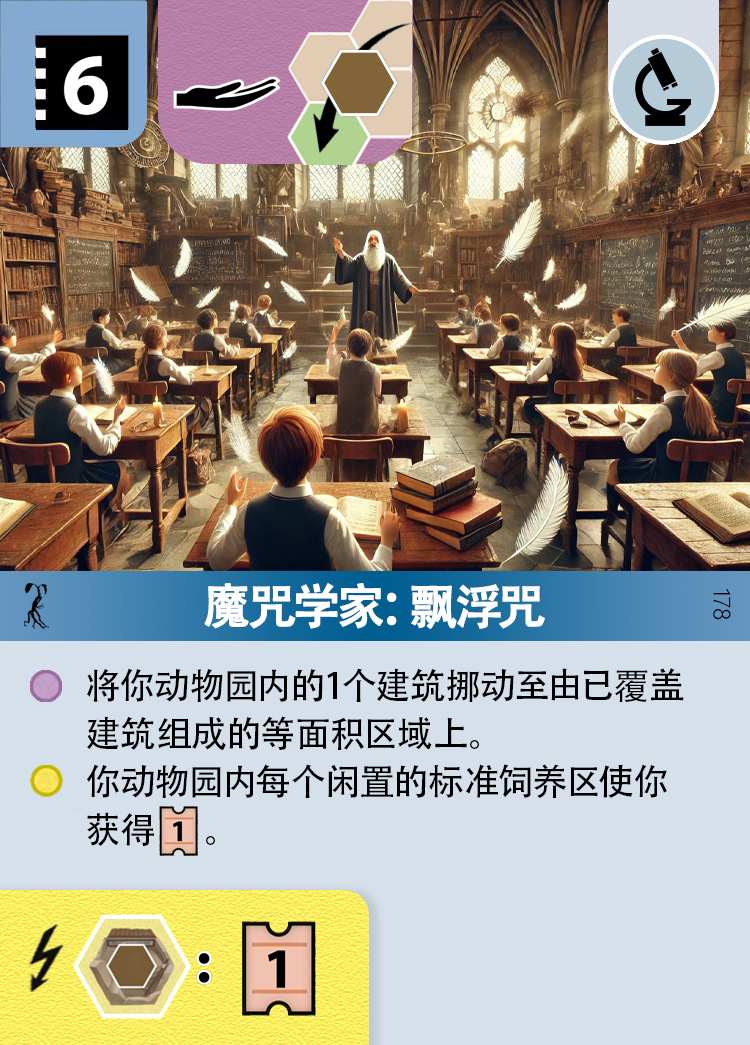 6
魔咒学家: 飘浮咒
178
将你动物园内的1个建筑挪动至由已覆盖
建筑组成的等面积区域上。
你动物园内每个闲置的标准饲养区使你
获得1。
: 1